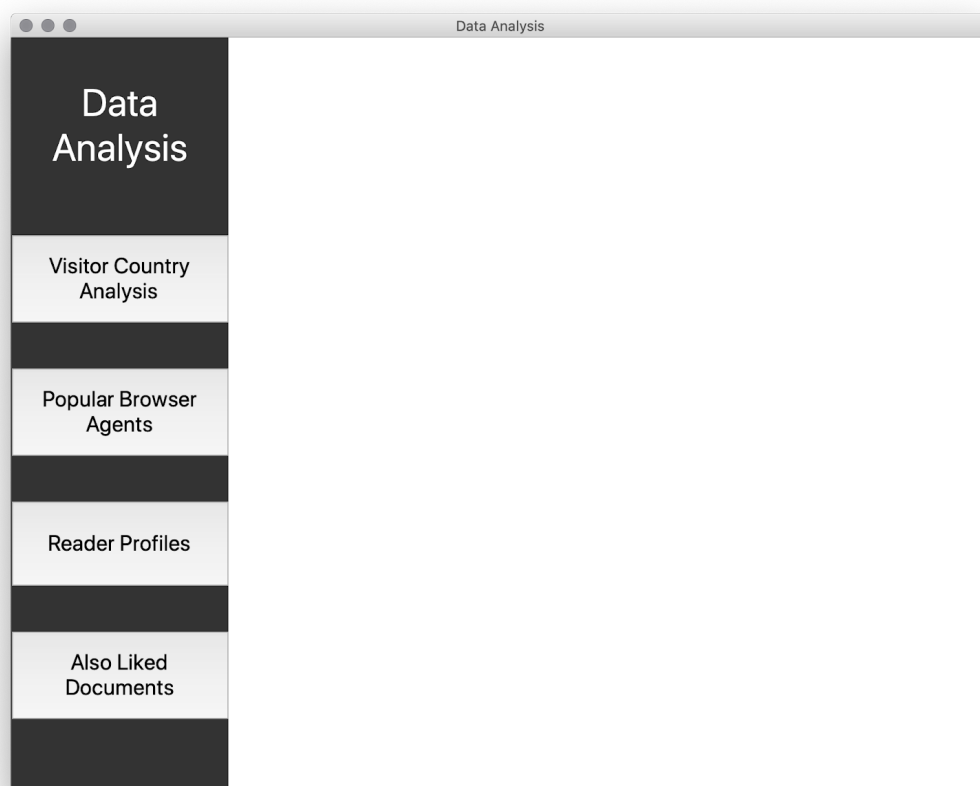 Data Analysis
Data
Analysis
Visitor Country
Analysis
Popular Browser
Agents
Reader Profiles
Also Liked
Documents